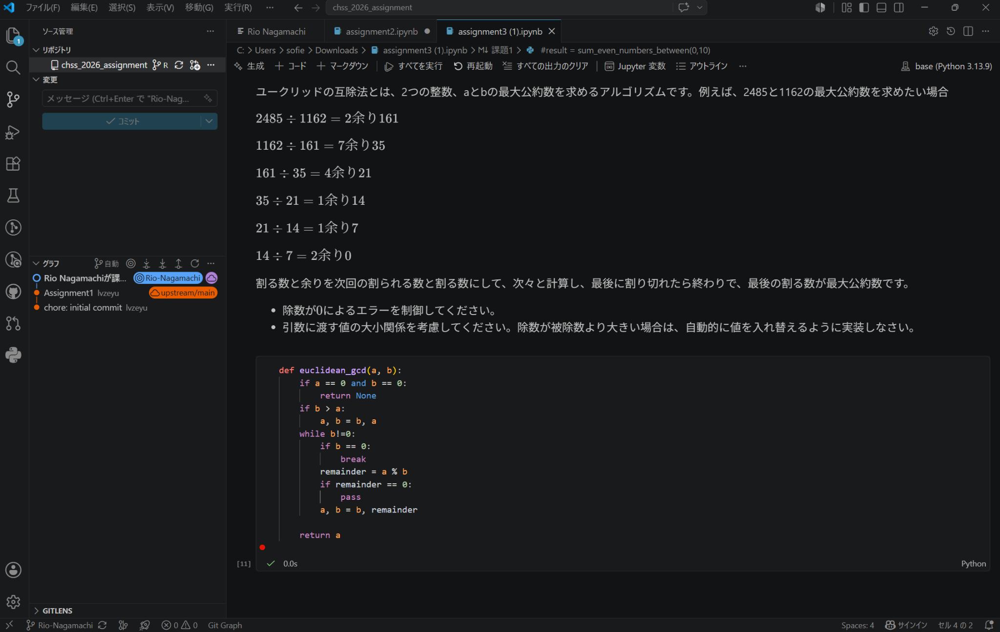 ファイル(F) 編集(E) 選択(S) 表示(V) 移動(G) 実行(R) ··· chss_2026_assignment
1
ソース管理 ···
リポジトリ
chss_2026_assignment R ···
変更
メッセージ (Ctrl+Enter で "Rio-Nag...
コミット
グラフ 自動 ···
Rio Nagamachiが課... Rio-Nagamachi
Assignment1 lvzeyu upstream/main
chore: initial commit lvzeyu
GITLENS
Rio Nagamachi assignment2.ipynb assignment3 (1).ipynb ···
C: > Users > sofie > Downloads > assignment3 (1).ipynb > M↓ 課題1 > #result = sum_even_numbers_between(0,10)
生成 + コード + マークダウン すべてを実行 再起動 すべての出力のクリア Jupyter 変数 アウトライン ··· base (Python 3.13.9)
ユークリッドの互除法とは、2つの整数、aとbの最大公約数を求めるアルゴリズムです。例えば、2485と1162の最大公約数を求めたい場合
2485 ÷ 1162 = 2余り161
1162 ÷ 161 = 7余り35
161 ÷ 35 = 4余り21
35 ÷ 21 = 1余り14
21 ÷ 14 = 1余り7
14 ÷ 7 = 2余り0
割る数と余りを次回の割られる数と割る数にして、次々と計算し、最後に割り切れたら終わりで、最後の割る数が最大公約数です。
• 除数が0によるエラーを制御してください。
• 引数に渡す値の大小関係を考慮してください。除数が被除数より大きい場合は、自動的に値を入れ替えるように実装しなさい。
def euclidean_gcd(a, b):
    if a == 0 and b == 0:
        return None
    if b > a:
        a, b = b, a
    while b!=0:
        if b == 0:
            break
        remainder = a % b
        if remainder == 0:
            pass
        a, b = b, remainder
    return a
[11] 0.0s Python
Rio-Nagamachi 0 0 Git Graph Spaces: 4 サインイン セル 4 の 2